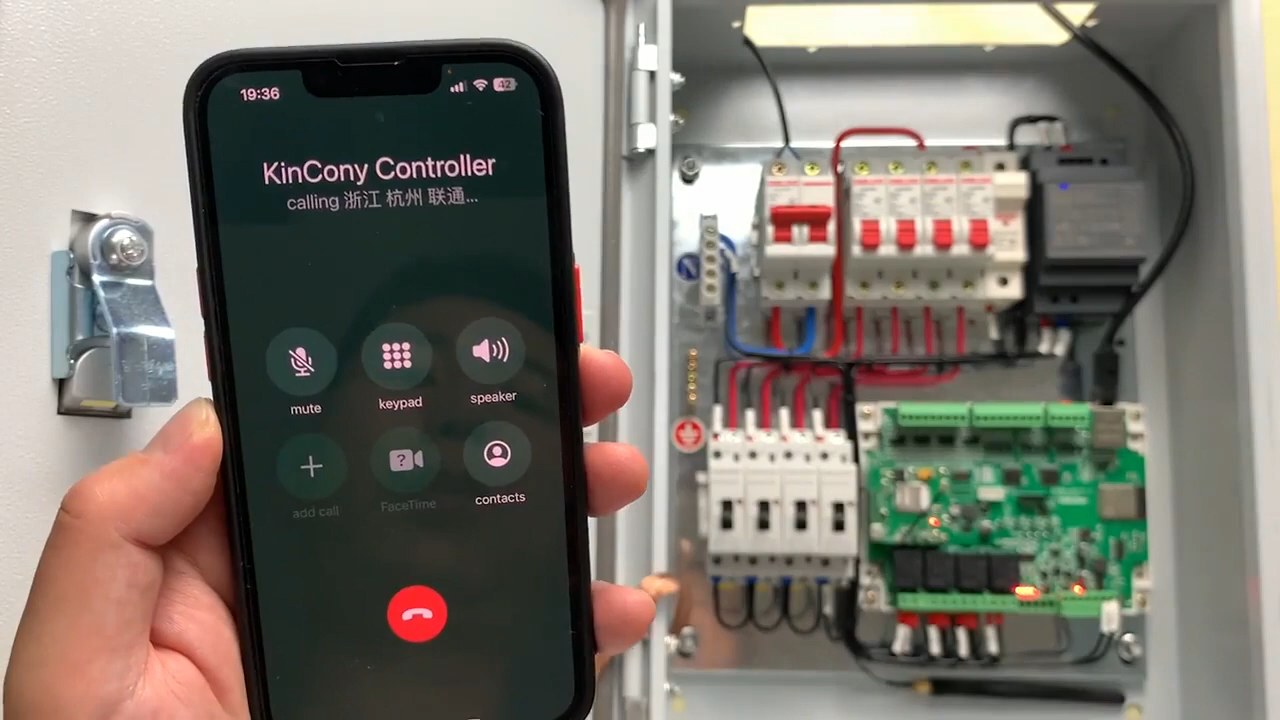 19:36
42
KinCony Controller
calling 浙江 杭州 联通...
mute
keypad
speaker
add call
FaceTime
contacts
N